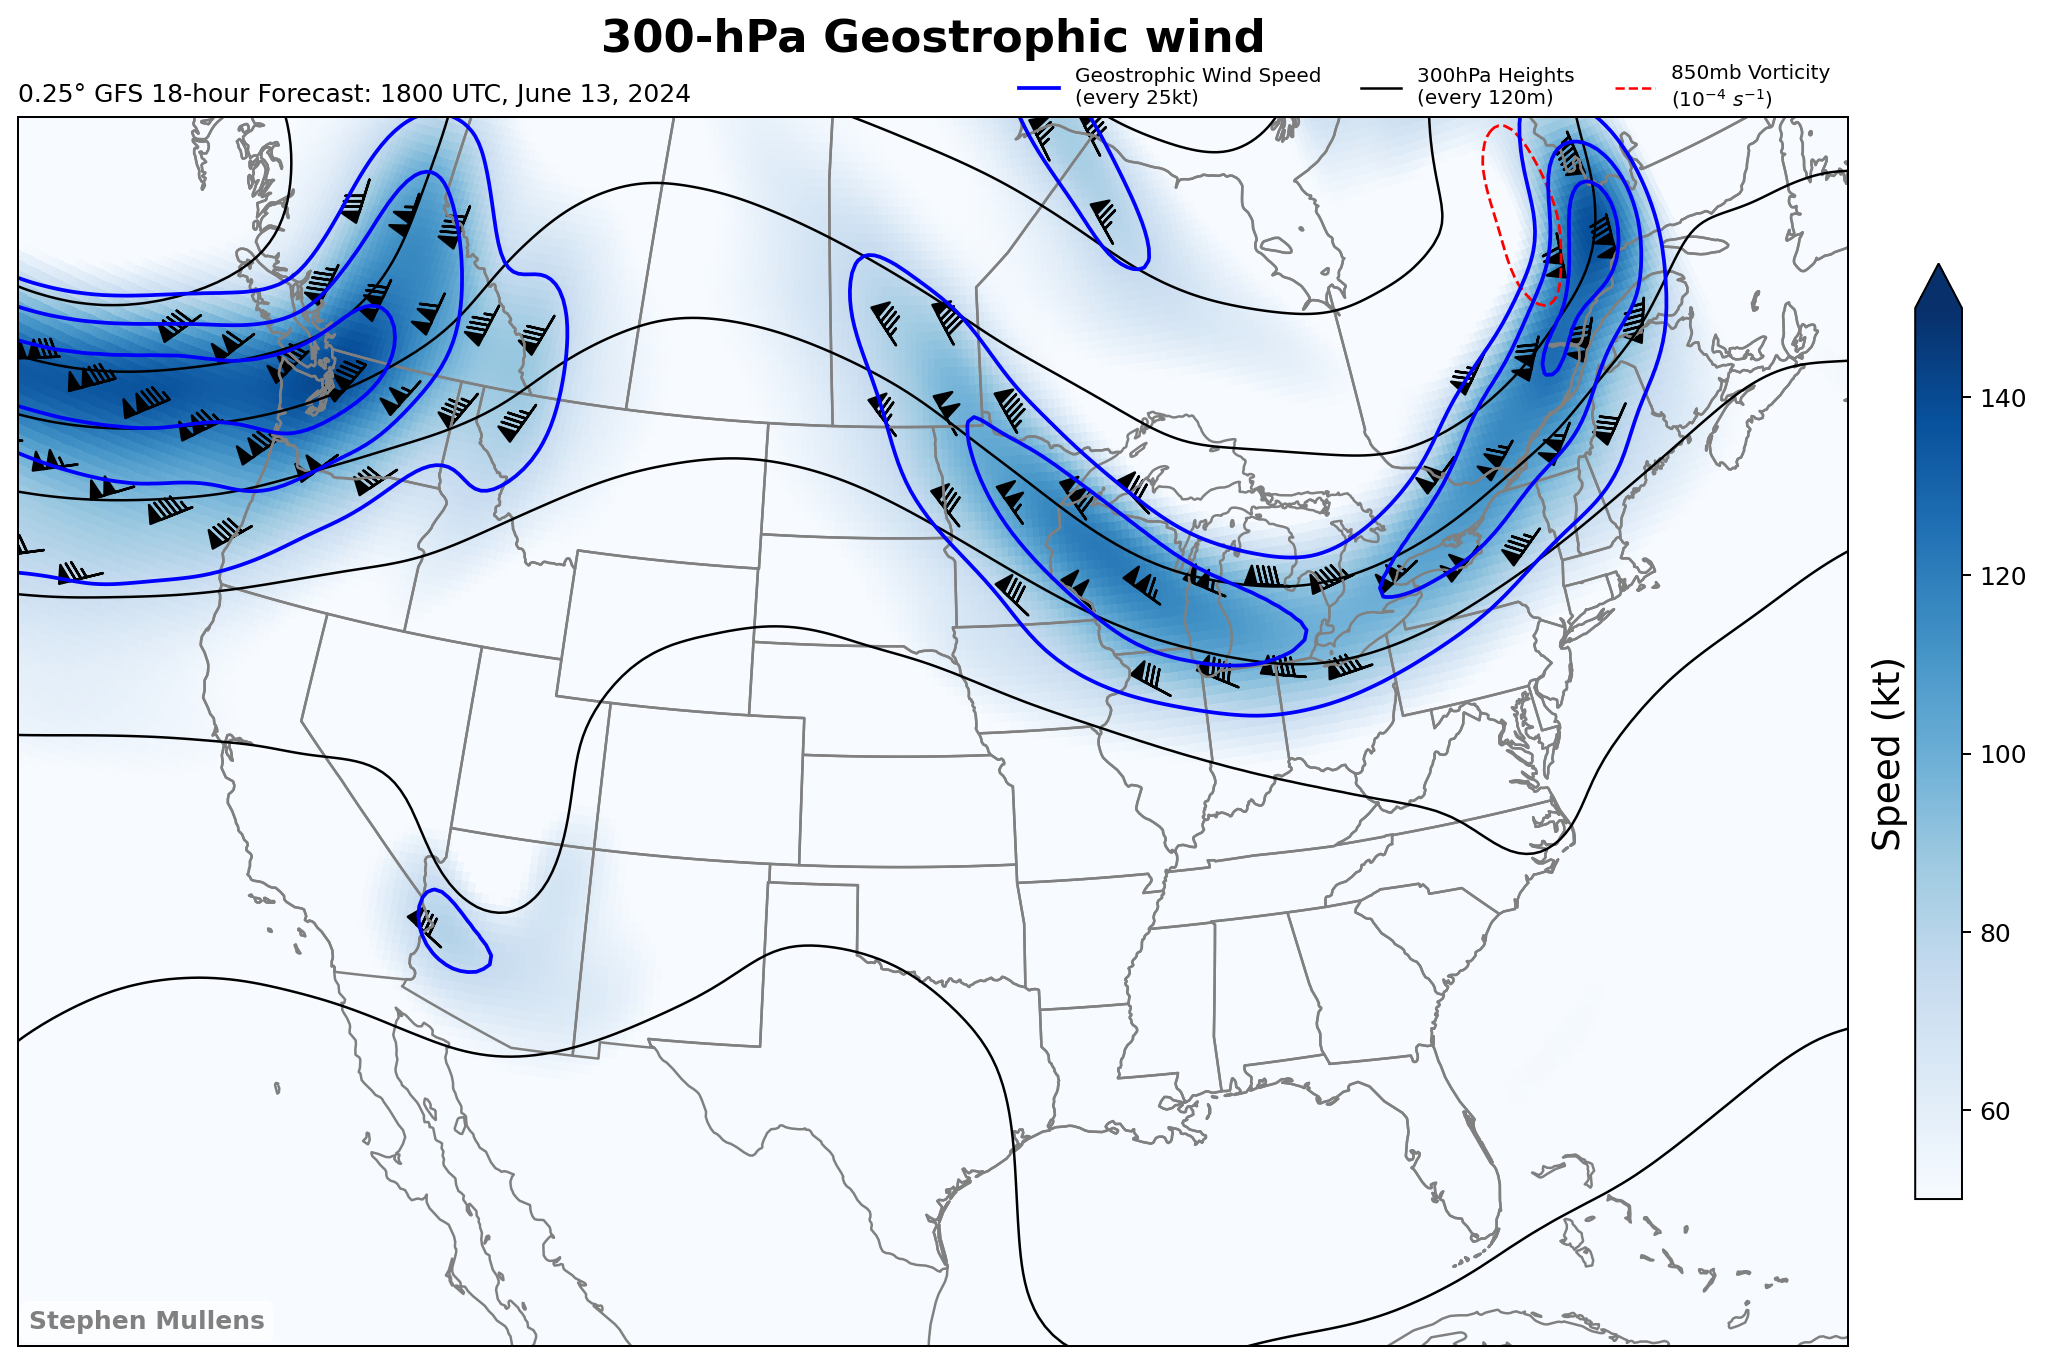 300-hPa Geostrophic wind
0.25° GFS 18-hour Forecast: 1800 UTC, June 13, 2024
Geostrophic Wind Speed
(every 25kt)
300hPa Heights
(every 120m)
850mb Vorticity
(10⁻⁴ s⁻¹)
140
120
100
80
60
Speed (kt)
Stephen Mullens